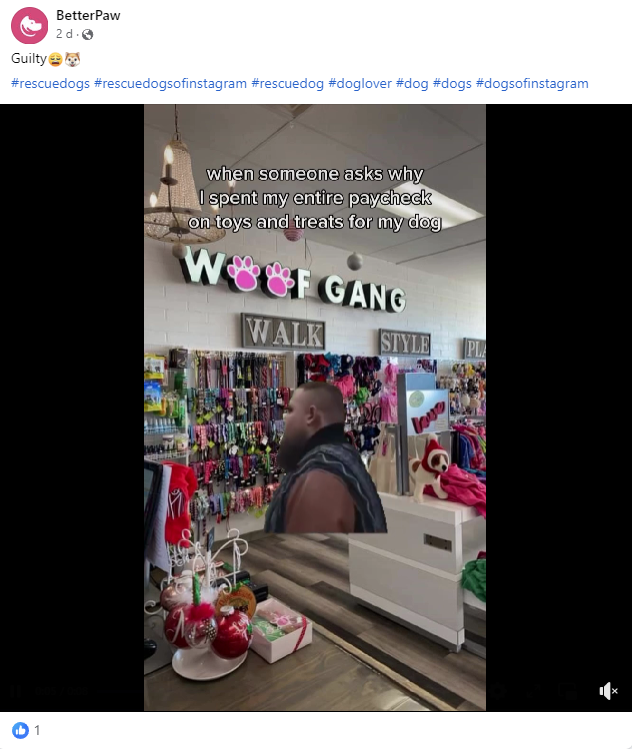 BetterPaw
2 d ·
Guilty😩🐶
#rescuedogs #rescuedogsofinstagram #rescuedog #doglover #dog #dogs #dogsofinstagram
when someone asks why
I spent my entire paycheck
on toys and treats for my dog
WOOF GANG
WALK
STYLE
PLA
love
1